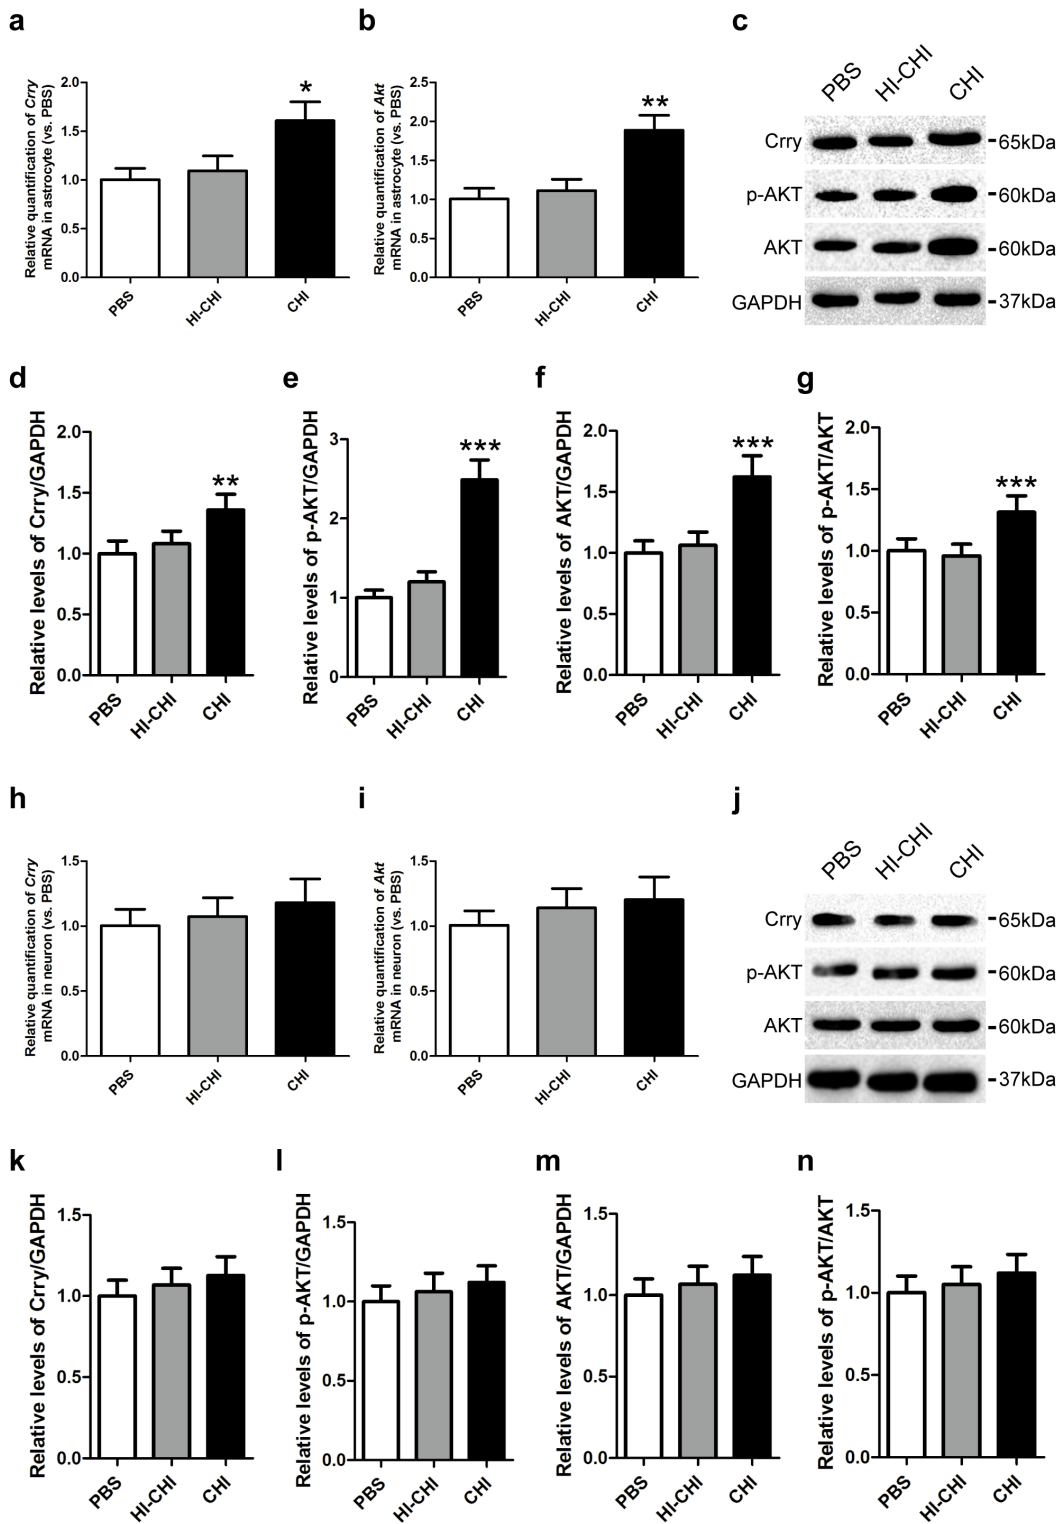 a
Relative quantification of Crry
mRNA in astrocyte (vs. PBS)
2.0
1.5
1.0
0.5
0.0
*
PBS
HI-CHI
CHI
b
Relative quantification of Akt
mRNA in astrocyte (vs. PBS)
2.5
2.0
1.5
1.0
0.5
0.0
**
PBS
HI-CHI
CHI
c
PBS HI-CHI CHI
Crry -65kDa
p-AKT -60kDa
AKT -60kDa
GAPDH -37kDa
d
Relative levels of Crry/GAPDH
2.0
1.5
1.0
0.5
0.0
**
PBS
HI-CHI
CHI
e
Relative levels of p-AKT/GAPDH
3
2
1
0
***
PBS
HI-CHI
CHI
f
Relative levels of AKT/GAPDH
2.0
1.5
1.0
0.5
0.0
***
PBS
HI-CHI
CHI
g
Relative levels of p-AKT/AKT
2.0
1.5
1.0
0.5
0.0
***
PBS
HI-CHI
CHI
h
Relative quantification of Crry
mRNA in neuron (vs. PBS)
1.5
1.0
0.5
0.0
PBS
HI-CHI
CHI
i
Relative quantification of Akt
mRNA in neuron (vs. PBS)
1.5
1.0
0.5
0.0
PBS
HI-CHI
CHI
j
PBS HI-CHI CHI
Crry -65kDa
p-AKT -60kDa
AKT -60kDa
GAPDH -37kDa
k
Relative levels of Crry/GAPDH
1.5
1.0
0.5
0.0
PBS
HI-CHI
CHI
l
Relative levels of p-AKT/GAPDH
1.5
1.0
0.5
0.0
PBS
HI-CHI
CHI
m
Relative levels of AKT/GAPDH
1.5
1.0
0.5
0.0
PBS
HI-CHI
CHI
n
Relative levels of p-AKT/AKT
1.5
1.0
0.5
0.0
PBS
HI-CHI
CHI